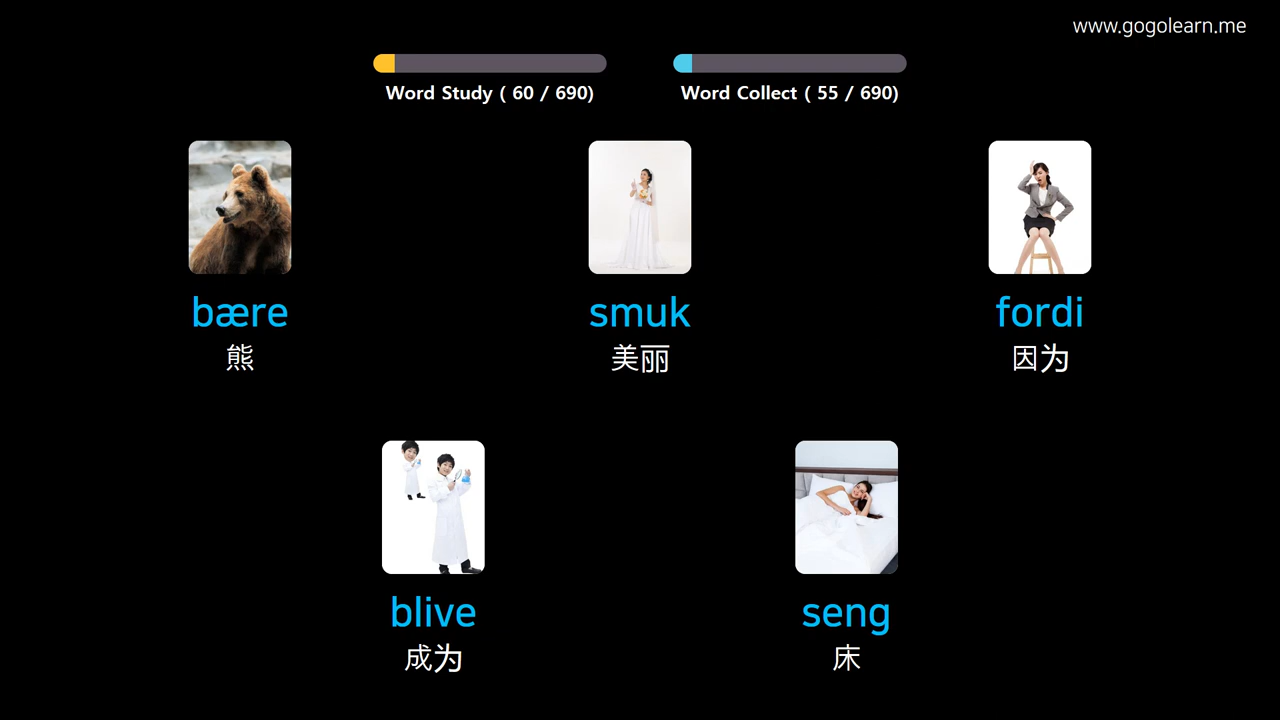 www.gogolearn.me
Word Study ( 60 / 690)
Word Collect ( 55 / 690)
bære
熊
smuk
美丽
fordi
因为
blive
成为
seng
床